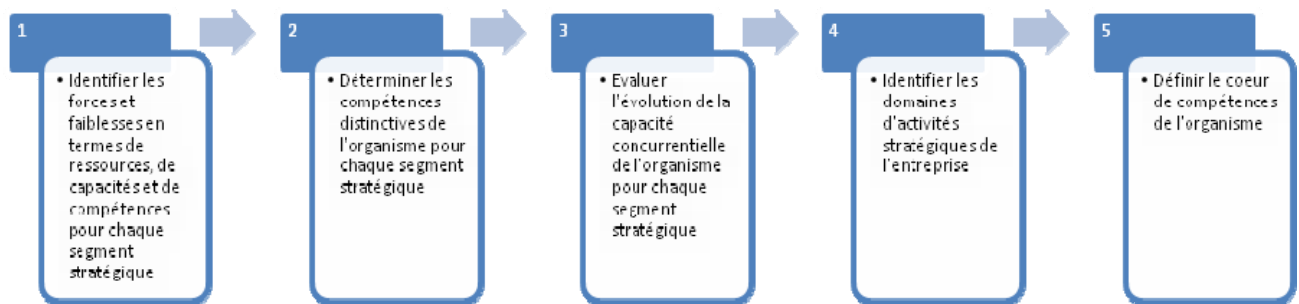 1
• Identifier les
forces et
faiblesses en
termes de
ressources, de
capacités et de
compétences
pour chaque
segment
stratégique
2
• Déterminer les
compétences
distinctives de
l'organisme pour
chaque segment
stratégique
3
• Evaluer
l'évolution de la
capacité
concurrentielle
de l'organisme
pour chaque
segment
stratégique
4
• Identifier les
domaines
d'activités
stratégiques de
l'entreprise
5
• Définir le coeur
de compétences
de l'organisme